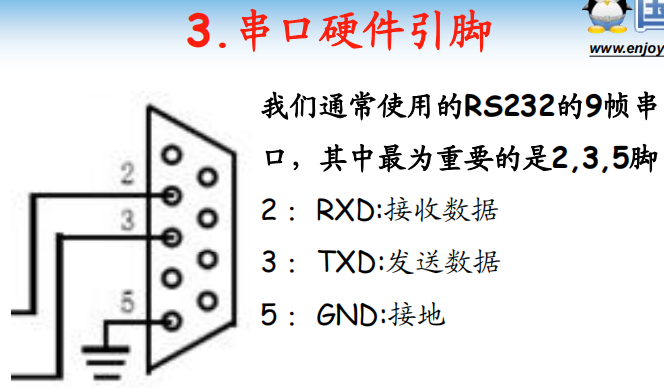 3.串口硬件引脚
www.enjoy
我们通常使用的RS232的9帧串
口，其中最为重要的是2,3,5脚
2：RXD:接收数据
3：TXD:发送数据
5：GND:接地
2
3
5